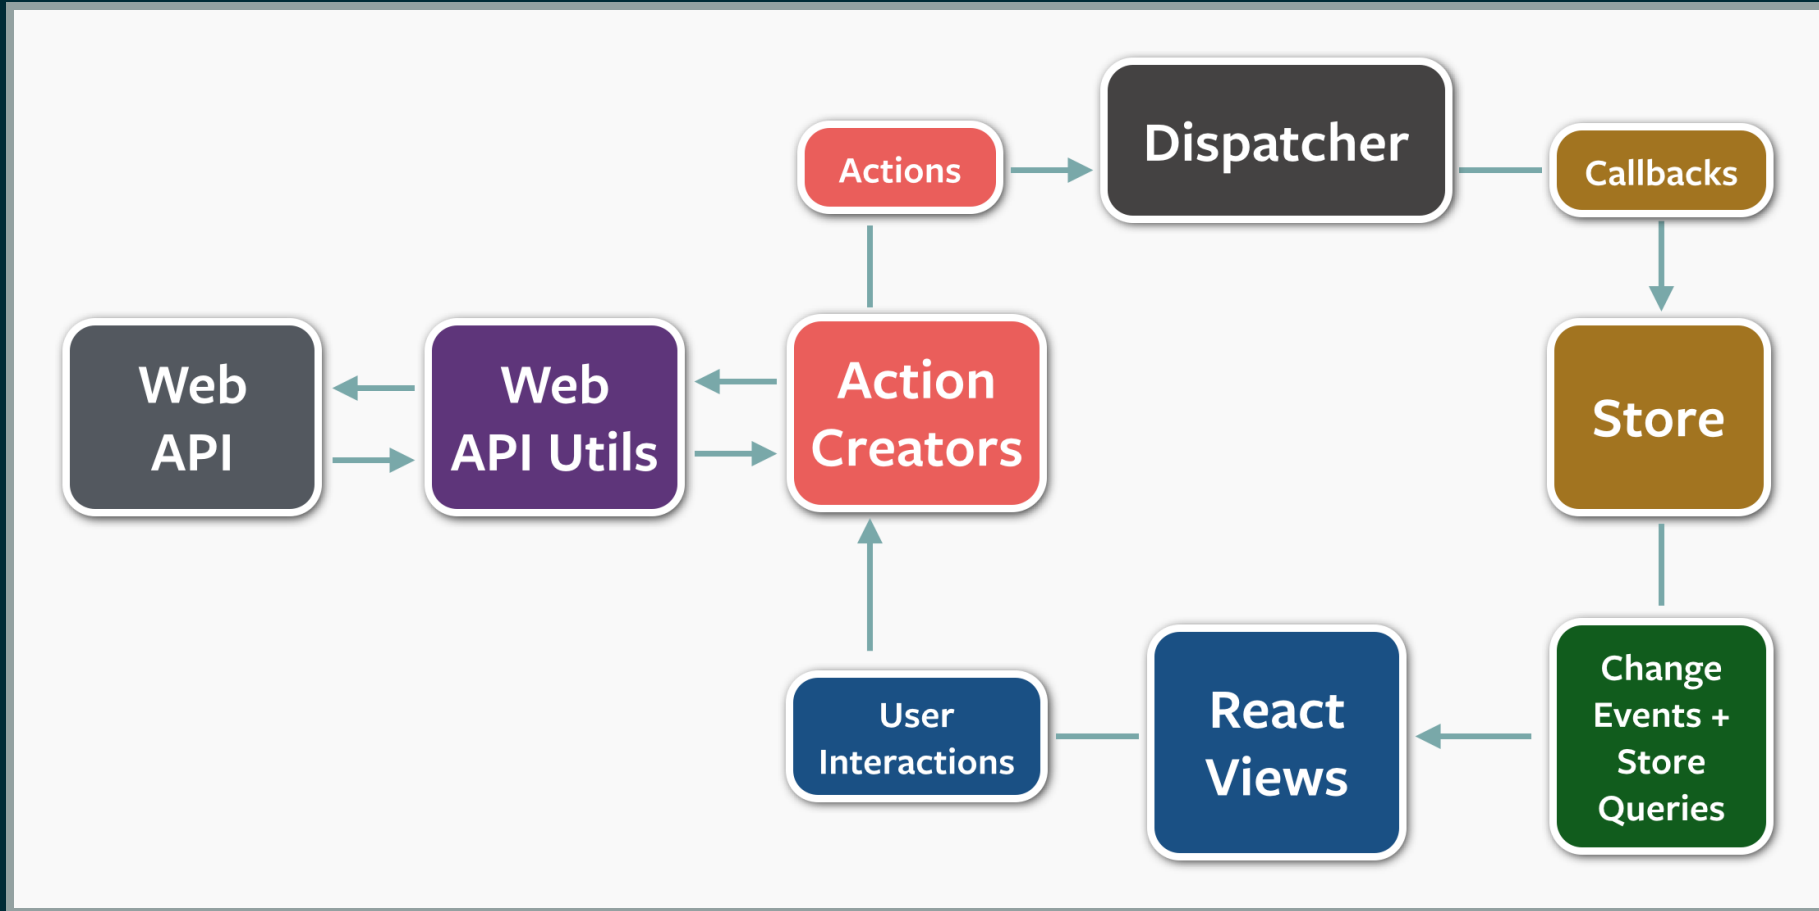 Actions
Dispatcher
Callbacks
Web
API
Web
API Utils
Action
Creators
Store
User
Interactions
React
Views
Change
Events +
Store
Queries